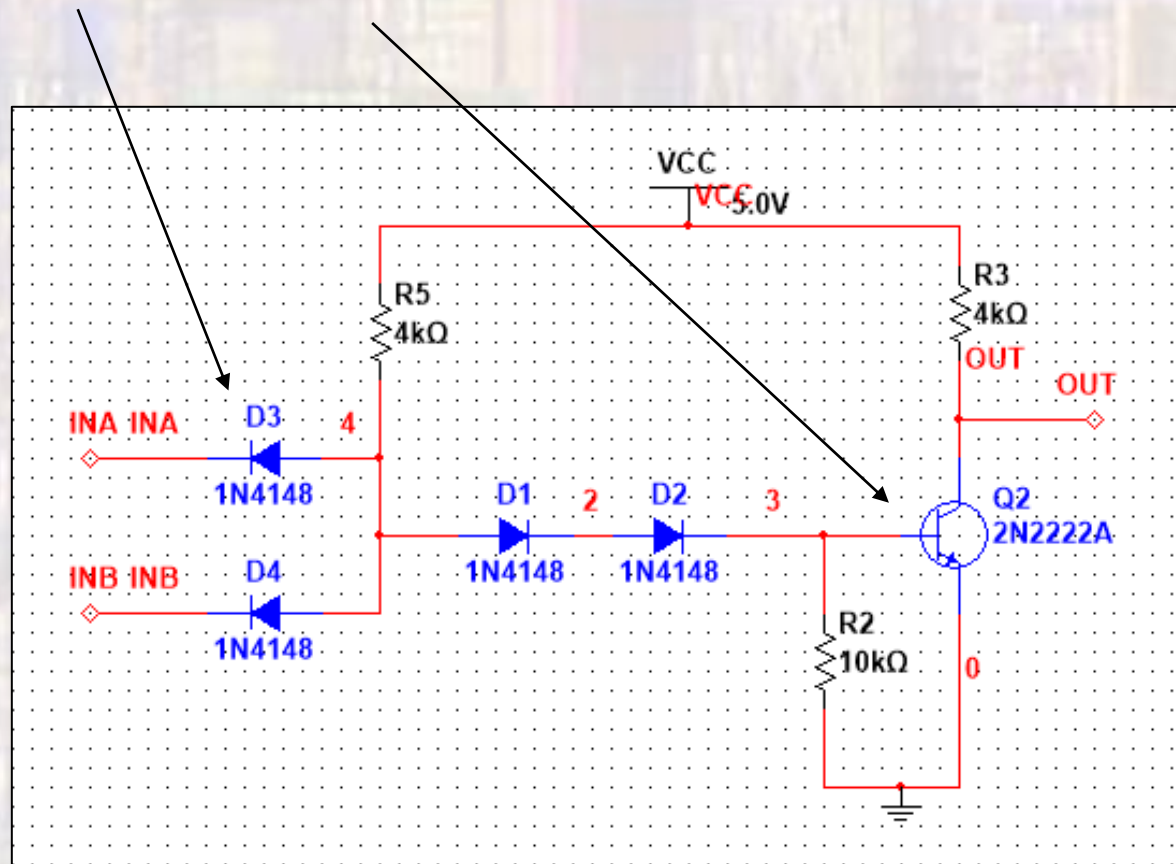 VCC
VCC
5.0V
R5
4kΩ
R3
4kΩ
OUT
OUT
INA INA
D3
4
1N4148
D1
2
D2
3
Q2
2N2222A
1N4148
1N4148
INB INB
D4
1N4148
R2
10kΩ
0